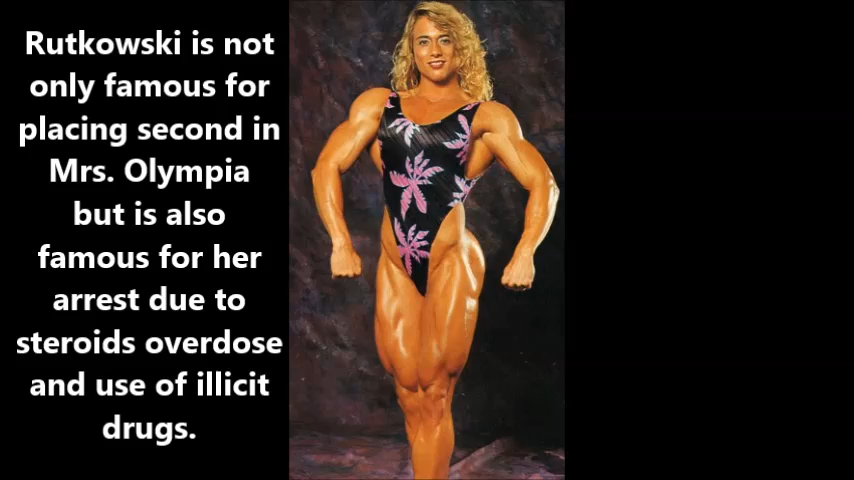 Rutkowski is not
only famous for
placing second in
Mrs. Olympia
but is also
famous for her
arrest due to
steroids overdose
and use of illicit
drugs.